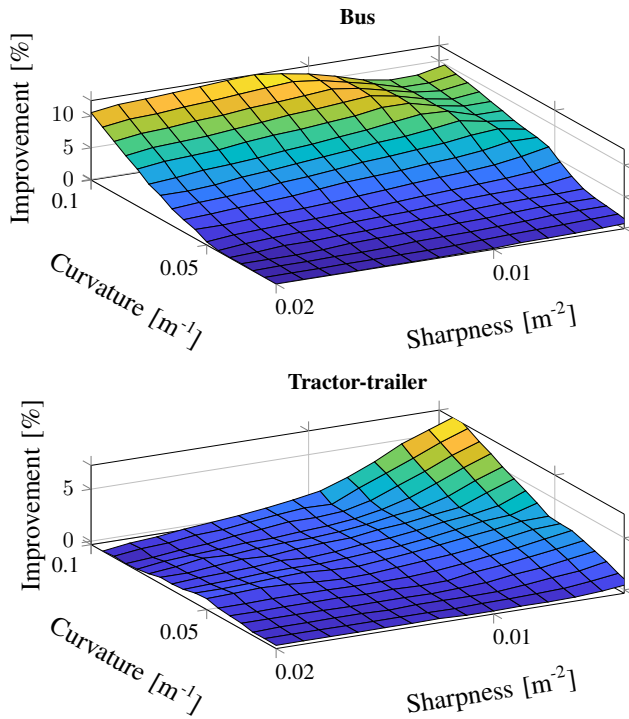 Bus
Improvement [%]
10
5
0
0.1
0.05
Curvature [m⁻¹]
0.02
0.01
Sharpness [m⁻²]
Tractor-trailer
Improvement [%]
5
0
0.1
0.05
Curvature [m⁻¹]
0.02
0.01
Sharpness [m⁻²]